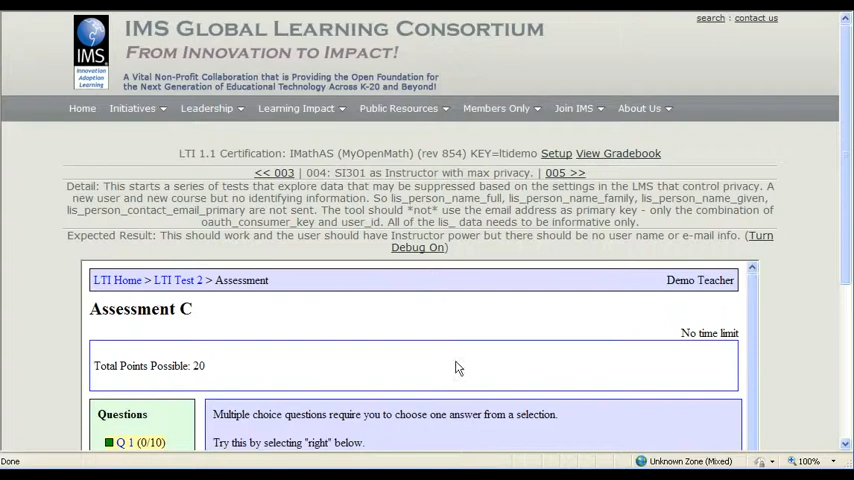 search : contact us
IMS GLOBAL LEARNING CONSORTIUM
FROM INNOVATION TO IMPACT!
IMS
Innovation
Adoption
Learning
A Vital Non-Profit Collaboration that is Providing the Open Foundation for
the Next Generation of Educational Technology Across K-20 and Beyond!
Home Initiatives Leadership Learning Impact Public Resources Members Only Join IMS About Us
LTI 1.1 Certification: IMathAS (MyOpenMath) (rev 854) KEY=ltidemo Setup View Gradebook
<< 003 | 004: SI301 as Instructor with max privacy. | 005 >>
Detail: This starts a series of tests that explore data that may be suppressed based on the settings in the LMS that control privacy. A
new user and new course but no identifying information. So lis_person_name_full, lis_person_name_family, lis_person_name_given,
lis_person_contact_email_primary are not sent. The tool should *not* use the email address as primary key - only the combination of
oauth_consumer_key and user_id. All of the lis_ data needs to be informative only.
Expected Result: This should work and the user should have Instructor power but there should be no user name or e-mail info. (Turn
Debug On)
LTI Home > LTI Test 2 > Assessment Demo Teacher
Assessment C
No time limit
Total Points Possible: 20
Questions
Q 1 (0/10)
Multiple choice questions require you to choose one answer from a selection.
Try this by selecting "right" below.
Done Unknown Zone (Mixed) 100%